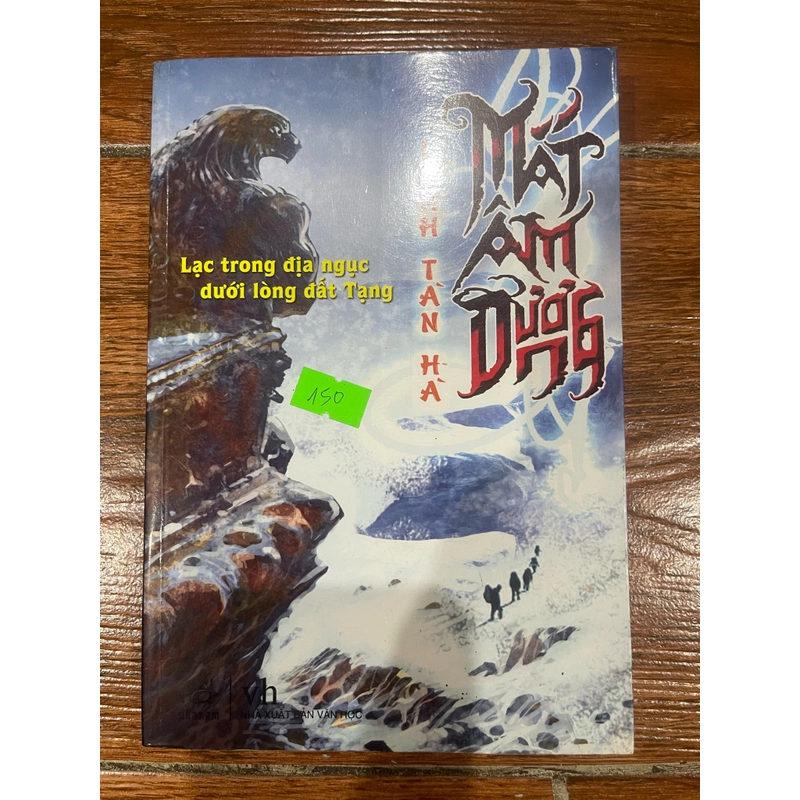 MẮT
ÂM
DƯƠNG
TÀN HÀ
Lạc trong địa ngục
dưới lòng đất Tạng
150
vh
NHÀ XUẤT BẢN VĂN HỌC